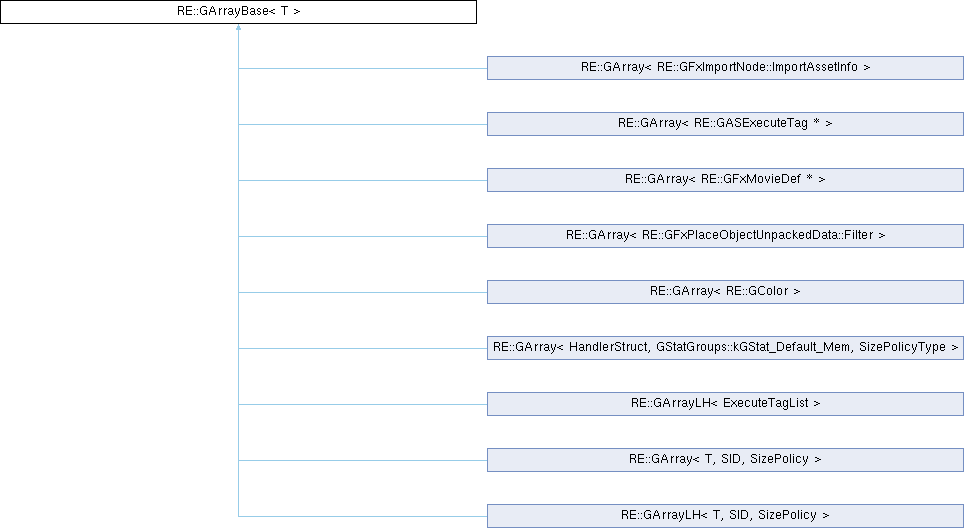 RE::GArrayBase< T >
RE::GArray< RE::GFxImportNode::ImportAssetInfo >
RE::GArray< RE::GASExecuteTag * >
RE::GArray< RE::GFxMovieDef * >
RE::GArray< RE::GFxPlaceObjectUnpackedData::Filter >
RE::GArray< RE::GColor >
RE::GArray< HandlerStruct, GStatGroups::kGStat_Default_Mem, SizePolicyType >
RE::GArrayLH< ExecuteTagList >
RE::GArray< T, SID, SizePolicy >
RE::GArrayLH< T, SID, SizePolicy >